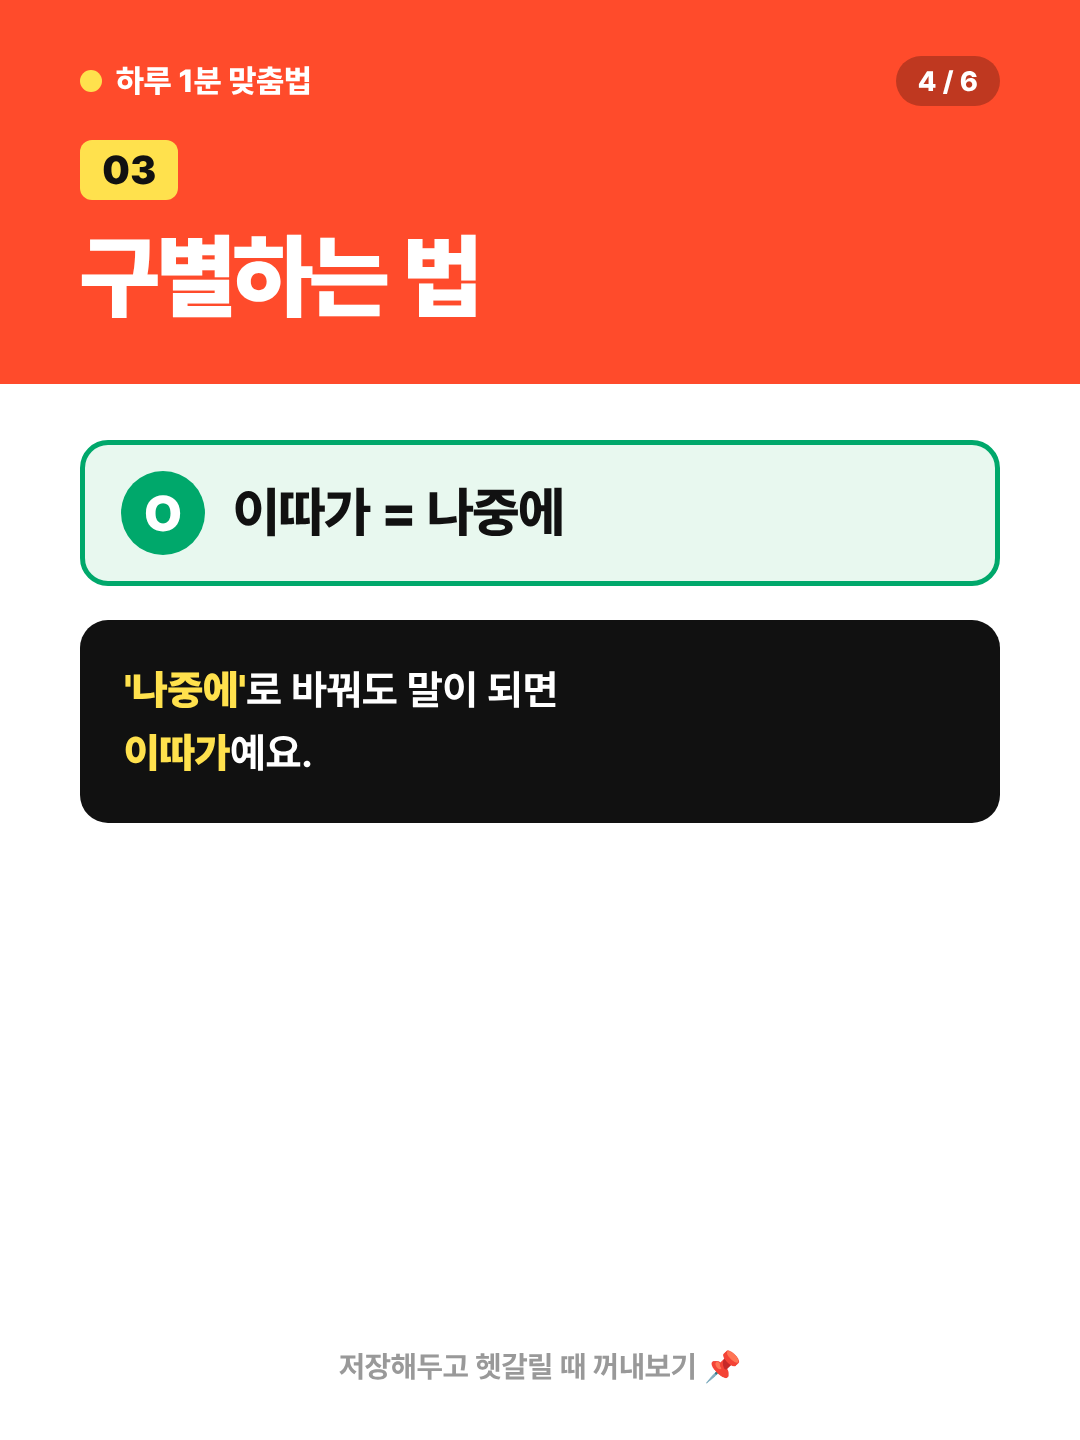 하루 1분 맞춤법
4 / 6
03
구별하는 법
O 이따가 = 나중에
'나중에'로 바꿔도 말이 되면
이따가예요.
저장해두고 헷갈릴 때 꺼내보기 📌